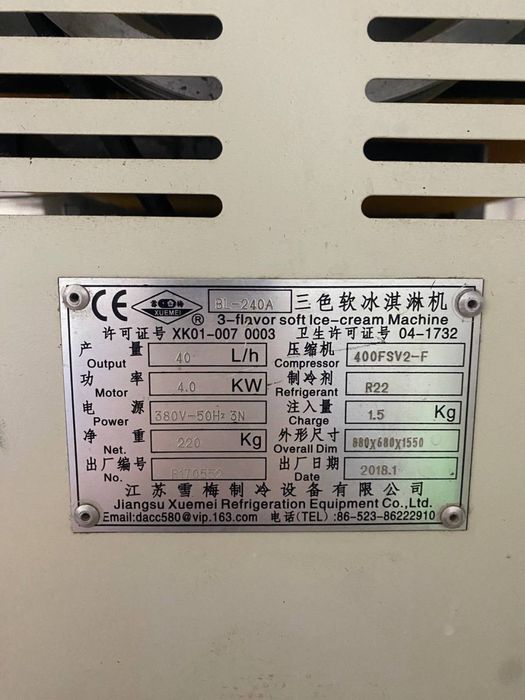 CE 雪梅 XUEMEI ® BL-240A 三色软冰淇淋机
3-flavor soft Ice-cream Machine
许可证号 XK01-007 0003 卫生许可证号 04-1732
产量 Output 40 L/h 压缩机 Compressor 400FSV2-F
功率 Motor 4.0 KW 制冷剂 Refrigerant R22
电源 Power 380V-50Hz 3N 注入量 Charge 1.5 Kg
净重 Net. 220 Kg 外形尺寸 Overall Dim 880X680X1550
出厂编号 No. B170552 出厂日期 Date 2018.1
江苏雪梅制冷设备有限公司
Jiangsu Xuemei Refrigeration Equipment Co.,Ltd.
Email:dacc580@vip.163.com 电话(TEL):86-523-86222910